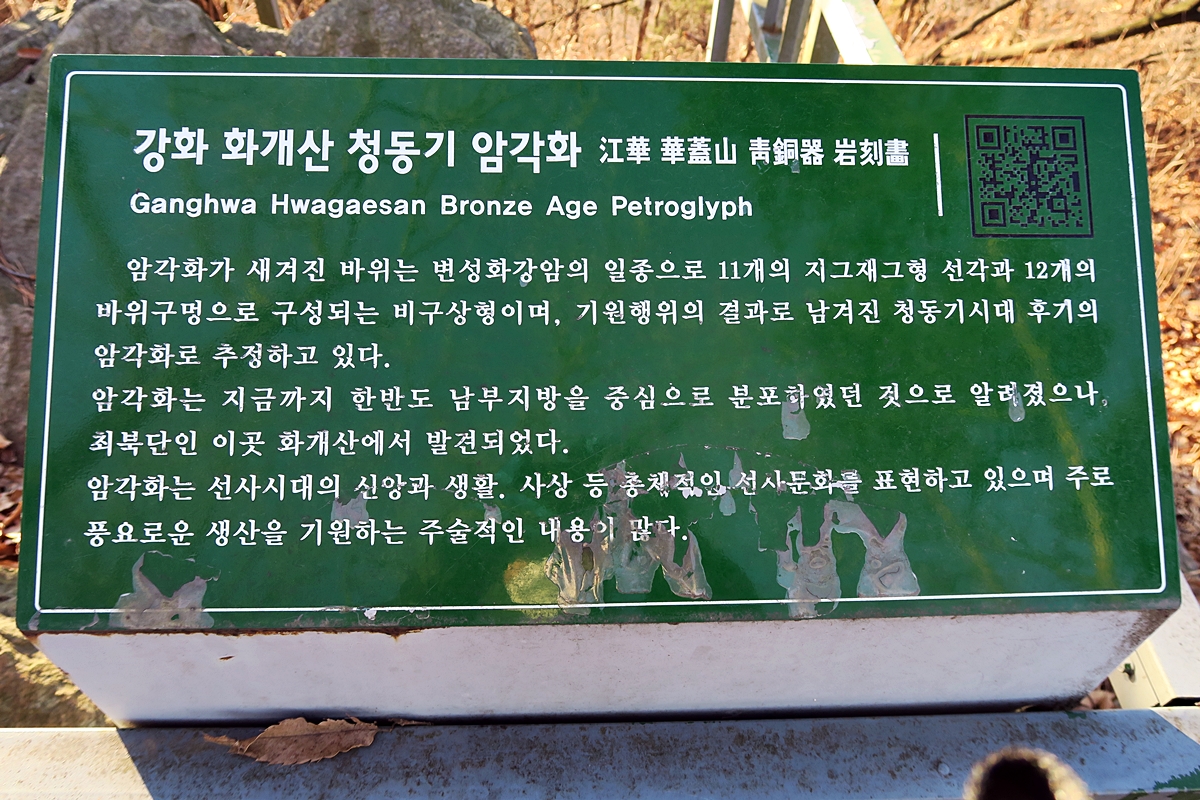 강화 화개산 청동기 암각화 江華 華蓋山 靑銅器 岩刻畵
Ganghwa Hwagaesan Bronze Age Petroglyph
암각화가 새겨진 바위는 변성화강암의 일종으로 11개의 지그재그형 선각과 12개의
바위구멍으로 구성되는 비구상형이며, 기원행위의 결과로 남겨진 청동기시대 후기의
암각화로 추정하고 있다.
암각화는 지금까지 한반도 남부지방을 중심으로 분포하였던 것으로 알려졌으나,
최북단인 이곳 화개산에서 발견되었다.
암각화는 선사시대의 신앙과 생활. 사상 등 총체적인 선사문화를 표현하고 있으며 주로
풍요로운 생산을 기원하는 주술적인 내용이 많다.